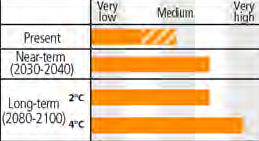 Very low Medium Very high
Present
Near-term
(2030-2040)
Long-term 2°C
(2080-2100) 4°C